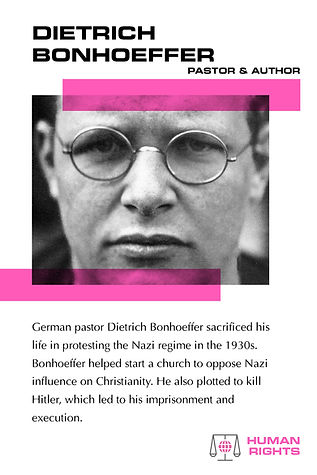 DIETRICH
BONHOEFFER
PASTOR & AUTHOR
German pastor Dietrich Bonhoeffer sacrificed his
life in protesting the Nazi regime in the 1930s.
Bonhoeffer helped start a church to oppose Nazi
influence on Christianity. He also plotted to kill
Hitler, which led to his imprisonment and
execution.
HUMAN
RIGHTS